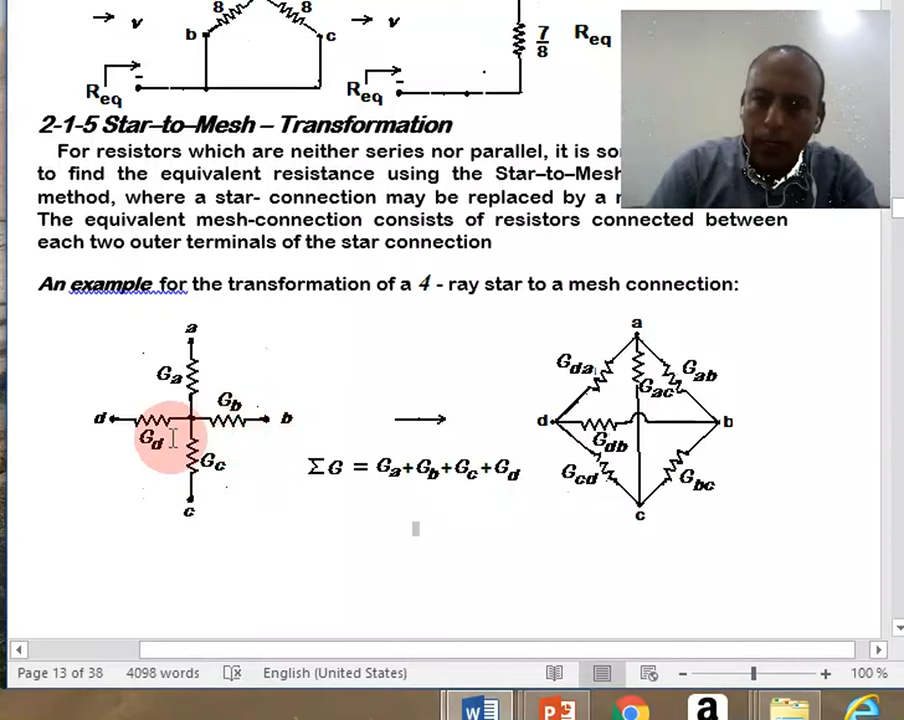 8 8
v v
b c
7/8 Req
Req Req
2-1-5 Star–to–Mesh – Transformation
For resistors which are neither series nor parallel, it is so
to find the equivalent resistance using the Star–to–Mesh
method, where a star- connection may be replaced by a
The equivalent mesh-connection consists of resistors connected between
each two outer terminals of the star connection
An example for the transformation of a 4 - ray star to a mesh connection:
a a
Ga Gda Gac Gab
d Gb b d b
Gd Gc Gdb
ΣG = Ga+Gb+Gc+Gd Gcd Gbc
c c
Page 13 of 38 4098 words English (United States) 100 %
W P a e